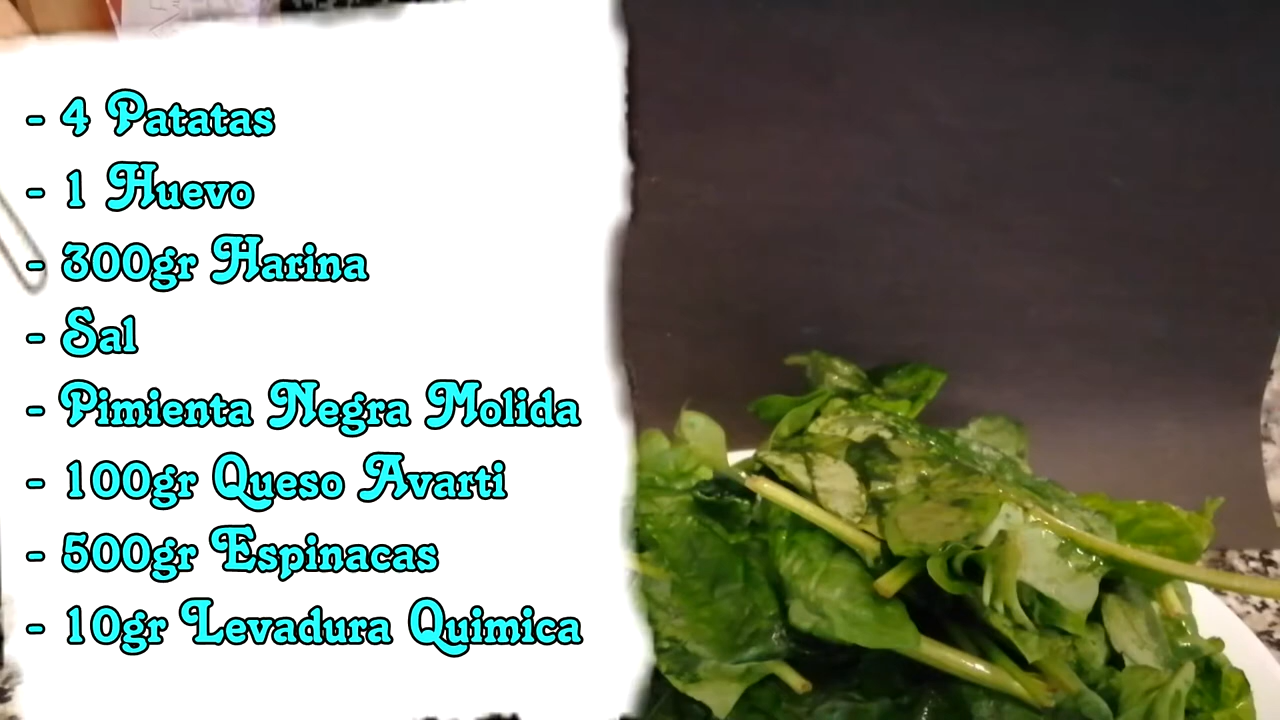 - 4 Patatas
- 1 Huevo
- 300gr Harina
- Sal
- Pimienta Negra Molida
- 100gr Queso Avarti
- 500gr Espinacas
- 10gr Levadura Quimica